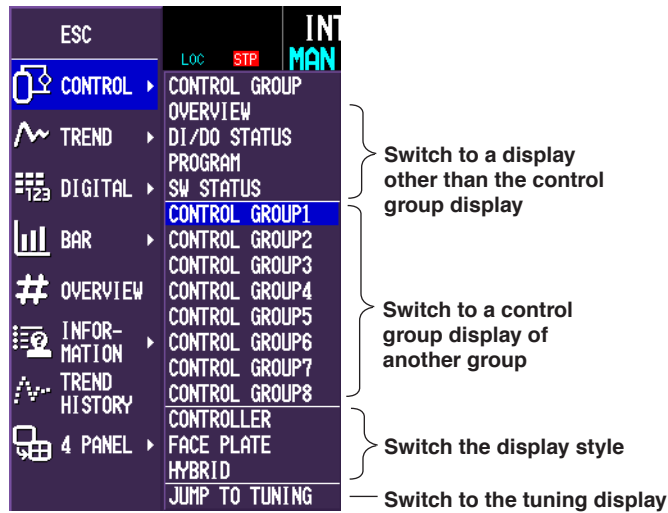 ESC
CONTROL
TREND
DIGITAL
123
BAR
OVERVIEW
INFOR-
MATION
TREND
HISTORY
4 PANEL
LOC STP
INT
MAN
CONTROL GROUP
OVERVIEW
DI/DO STATUS
PROGRAM
SW STATUS
CONTROL GROUP1
CONTROL GROUP2
CONTROL GROUP3
CONTROL GROUP4
CONTROL GROUP5
CONTROL GROUP6
CONTROL GROUP7
CONTROL GROUP8
CONTROLLER
FACE PLATE
HYBRID
JUMP TO TUNING
Switch to a display
other than the control
group display
Switch to a control
group display of
another group
Switch the display style
Switch to the tuning display